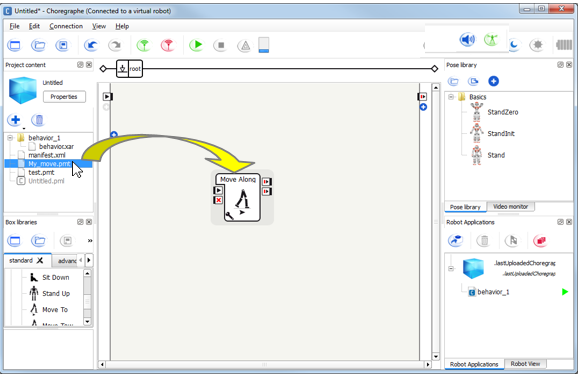 Untitled* - Choregraphe (Connected to a virtual robot)
File Edit Connection View Help
Project content
Untitled
Properties
behavior_1
behavior.xar
manifest.xml
My_move.pmt
test.pmt
Untitled.pml
Box libraries
standard
advanc
Sit Down
Stand Up
Move To
root
Move Along
Pose library
Basics
StandZero
StandInit
Stand
Pose library Video monitor
Robot Applications
.lastUploadedChoregrap
.lastUploadedChoregrap
behavior_1
Robot Applications Robot View